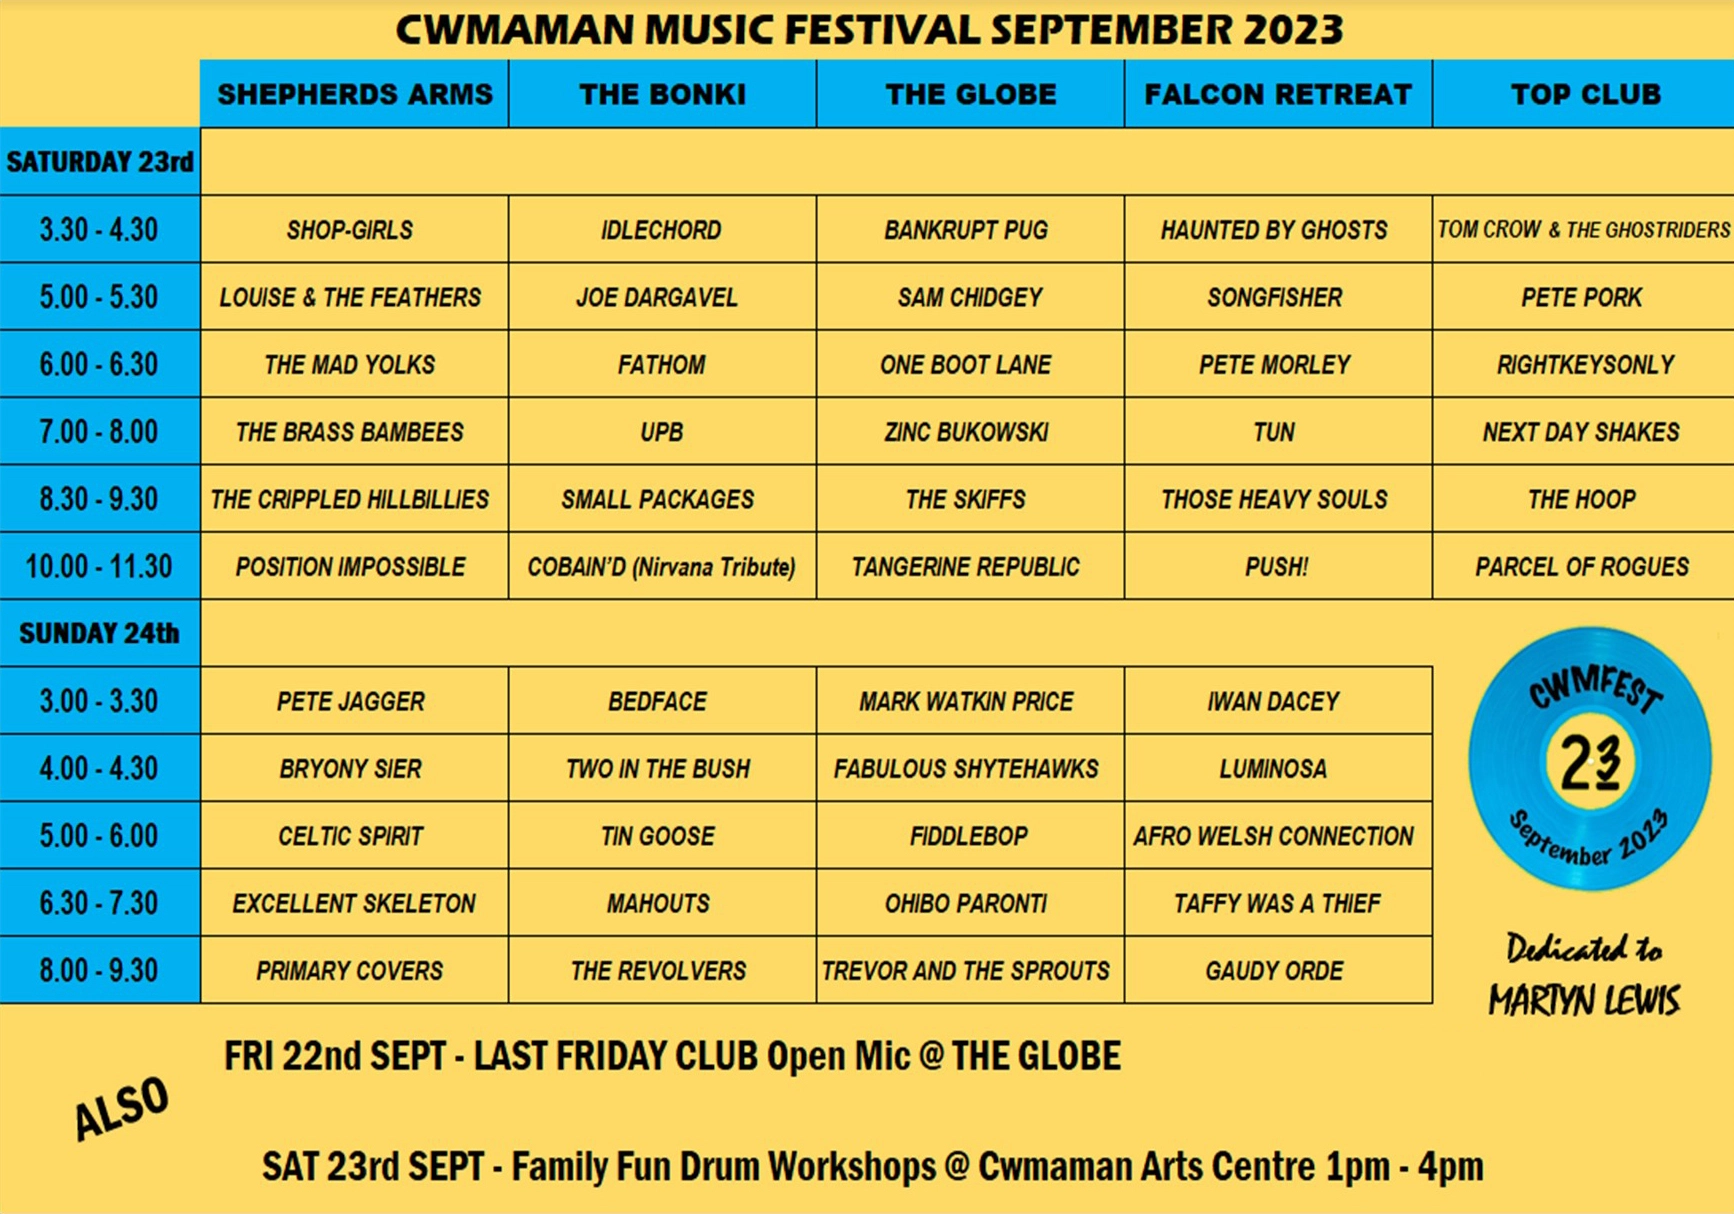 CWMAMAN MUSIC FESTIVAL SEPTEMBER 2023
SHEPHERDS ARMS THE BONKI THE GLOBE FALCON RETREAT TOP CLUB
SATURDAY 23rd
3.30 - 4.30 SHOP-GIRLS IDLECHORD BANKRUPT PUG HAUNTED BY GHOSTS TOM CROW & THE GHOSTRIDERS
5.00 - 5.30 LOUISE & THE FEATHERS JOE DARGAVEL SAM CHIDGEY SONGFISHER PETE PORK
6.00 - 6.30 THE MAD YOLKS FATHOM ONE BOOT LANE PETE MORLEY RIGHTKEYSONLY
7.00 - 8.00 THE BRASS BAMBEES UPB ZINC BUKOWSKI TUN NEXT DAY SHAKES
8.30 - 9.30 THE CRIPPLED HILLBILLIES SMALL PACKAGES THE SKIFFS THOSE HEAVY SOULS THE HOOP
10.00 - 11.30 POSITION IMPOSSIBLE COBAIN'D (Nirvana Tribute) TANGERINE REPUBLIC PUSH! PARCEL OF ROGUES
SUNDAY 24th
3.00 - 3.30 PETE JAGGER BEDFACE MARK WATKIN PRICE IWAN DACEY
4.00 - 4.30 BRYONY SIER TWO IN THE BUSH FABULOUS SHYTEHAWKS LUMINOSA
5.00 - 6.00 CELTIC SPIRIT TIN GOOSE FIDDLEBOP AFRO WELSH CONNECTION
6.30 - 7.30 EXCELLENT SKELETON MAHOUTS OHIBO PARONTI TAFFY WAS A THIEF
8.00 - 9.30 PRIMARY COVERS THE REVOLVERS TREVOR AND THE SPROUTS GAUDY ORDE
CWMFEST
23
September 2023
Dedicated to
MARTYN LEWIS
ALSO
FRI 22nd SEPT - LAST FRIDAY CLUB Open Mic @ THE GLOBE
SAT 23rd SEPT - Family Fun Drum Workshops @ Cwmaman Arts Centre 1pm - 4pm